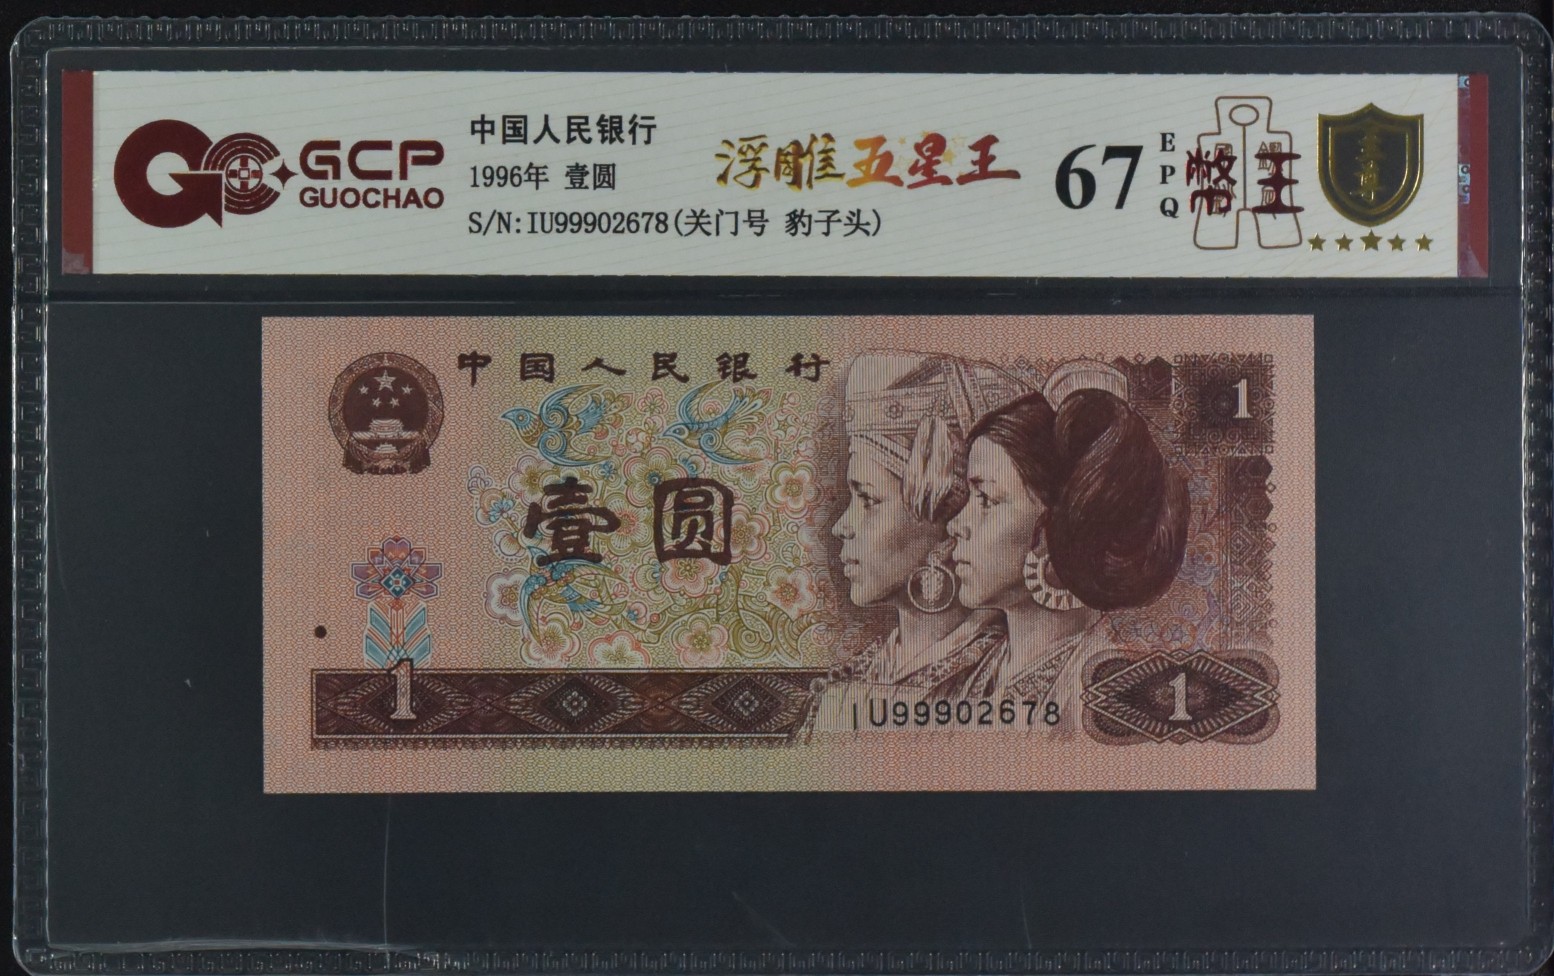 GCP
GUOCHAO
中国人民银行
1996年 壹圆
S/N:IU99902678(关门号 豹子头)
浮雕五星王
67
EPQ
中国人民银行
1
壹圆
1
IU99902678
1